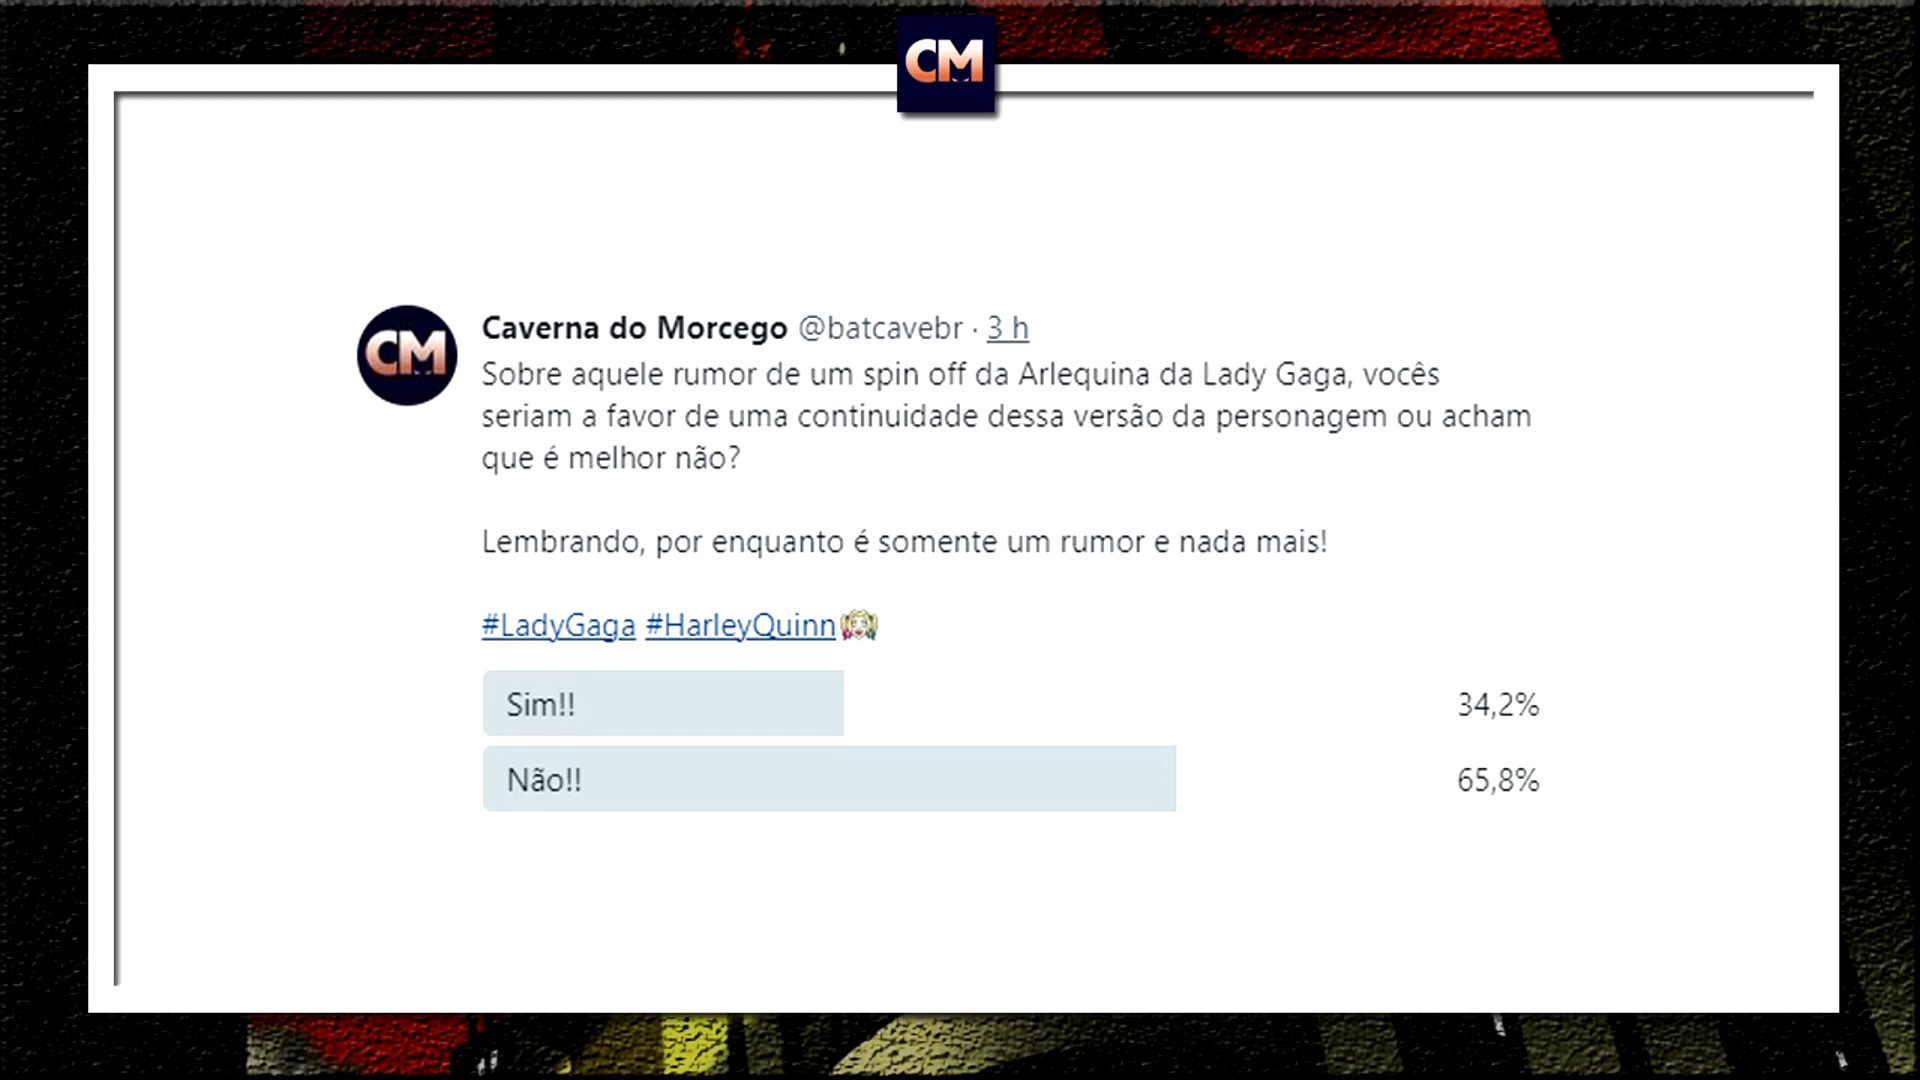 CM
CM
Caverna do Morcego @batcavebr · 3 h
Sobre aquele rumor de um spin off da Arlequina da Lady Gaga, vocês
seriam a favor de uma continuidade dessa versão da personagem ou acham
que é melhor não?
Lembrando, por enquanto é somente um rumor e nada mais!
#LadyGaga #HarleyQuinn
Sim!! 34,2%
Não!! 65,8%